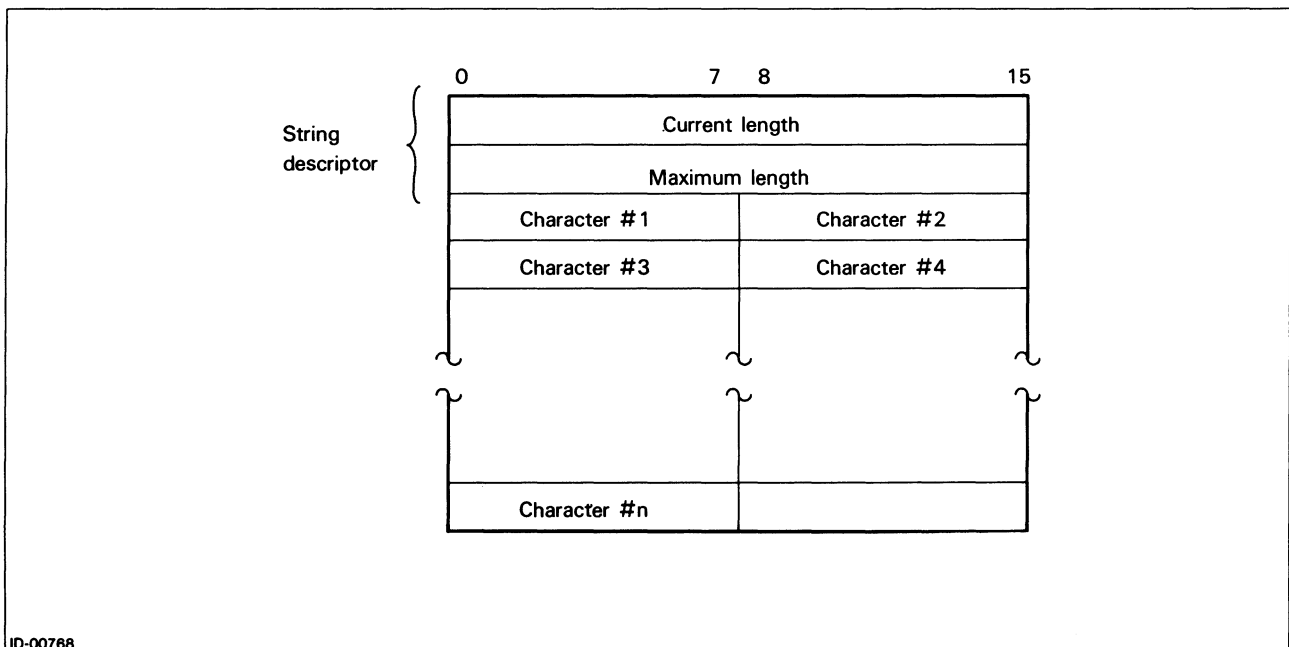 0 7 8 15
String
descriptor
Current length
Maximum length
Character #1 Character #2
Character #3 Character #4
Character #n
ID-00768